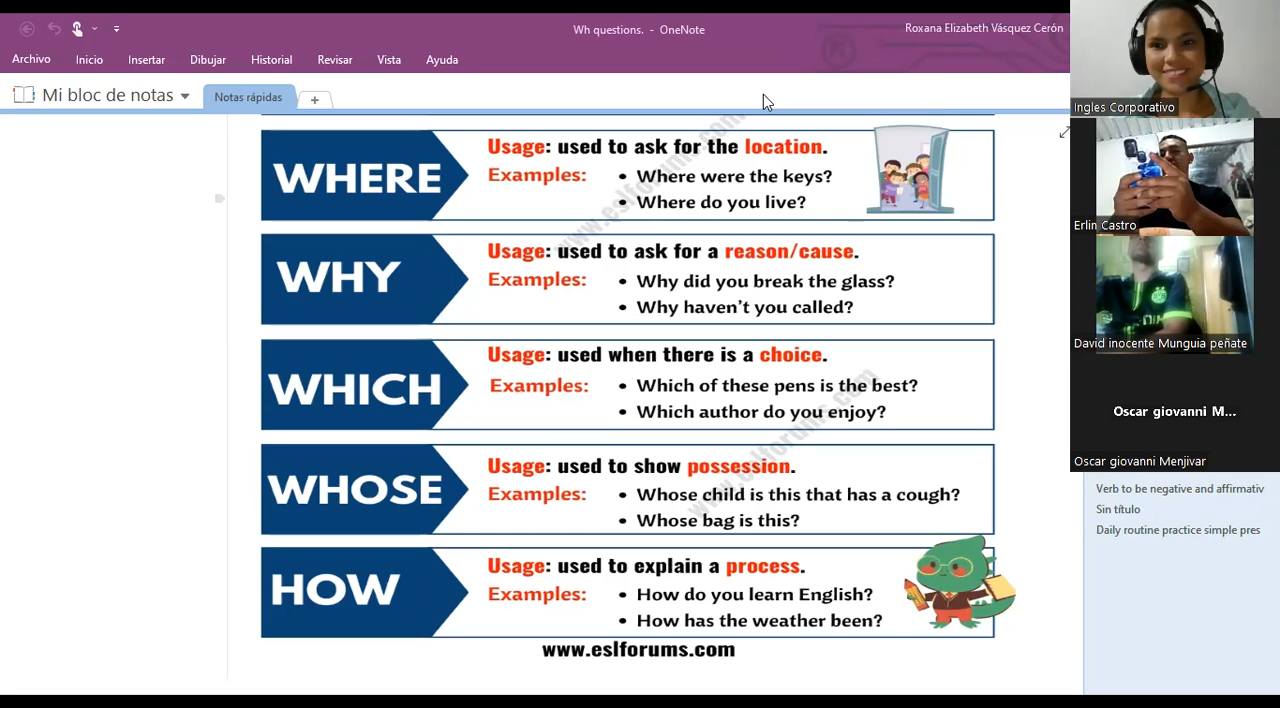 Wh questions. - OneNote
Roxana Elizabeth Vásquez Cerón
Archivo Inicio Insertar Dibujar Historial Revisar Vista Ayuda
Mi bloc de notas
Notas rápidas
+
WHERE
Usage: used to ask for the location.
Examples:
• Where were the keys?
• Where do you live?
WHY
Usage: used to ask for a reason/cause.
Examples:
• Why did you break the glass?
• Why haven't you called?
WHICH
Usage: used when there is a choice.
Examples:
• Which of these pens is the best?
• Which author do you enjoy?
WHOSE
Usage: used to show possession.
Examples:
• Whose child is this that has a cough?
• Whose bag is this?
HOW
Usage: used to explain a process.
Examples:
• How do you learn English?
• How has the weather been?
www.eslforums.com
www.eslforums.com
www.eslforums.com
Ingles Corporativo
Erlin Castro
David inocente Munguia peñate
Oscar giovanni M...
Oscar giovanni Menjivar
Verb to be negative and affirmativ
Sin título
Daily routine practice simple pres